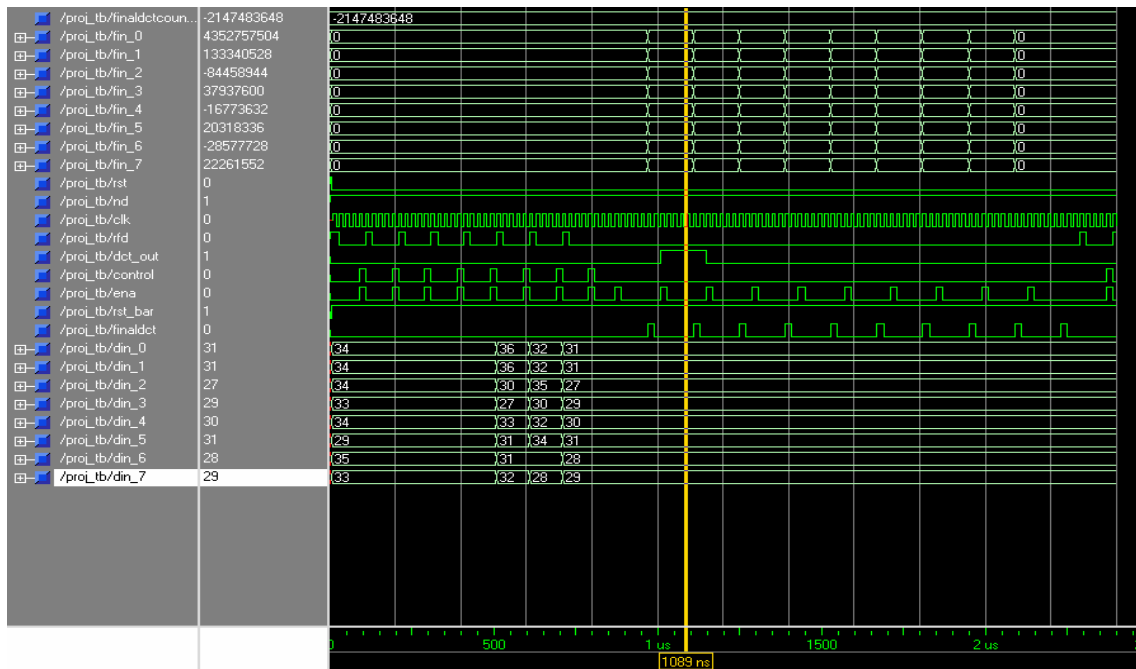 /proj_tb/finaldctcoun... -2147483648 -2147483648
/proj_tb/fin_0 4352757504 0 0
/proj_tb/fin_1 133340528 0 0
/proj_tb/fin_2 -84458944 0 0
/proj_tb/fin_3 37937600 0 0
/proj_tb/fin_4 -16773632 0 0
/proj_tb/fin_5 20318336 0 0
/proj_tb/fin_6 -28577728 0 0
/proj_tb/fin_7 22261552 0 0
/proj_tb/rst 0
/proj_tb/nd 1
/proj_tb/clk 0
/proj_tb/rfd 0
/proj_tb/dct_out 1
/proj_tb/control 0
/proj_tb/ena 0
/proj_tb/rst_bar 1
/proj_tb/finaldct 0
/proj_tb/din_0 31 34 36 32 31
/proj_tb/din_1 31 34 36 32 31
/proj_tb/din_2 27 34 30 35 27
/proj_tb/din_3 29 33 27 30 29
/proj_tb/din_4 30 34 33 32 30
/proj_tb/din_5 31 29 31 34 31
/proj_tb/din_6 28 35 31 28
/proj_tb/din_7 29 33 32 28 29
0 500 1 us 1500 2 us
1089 ns